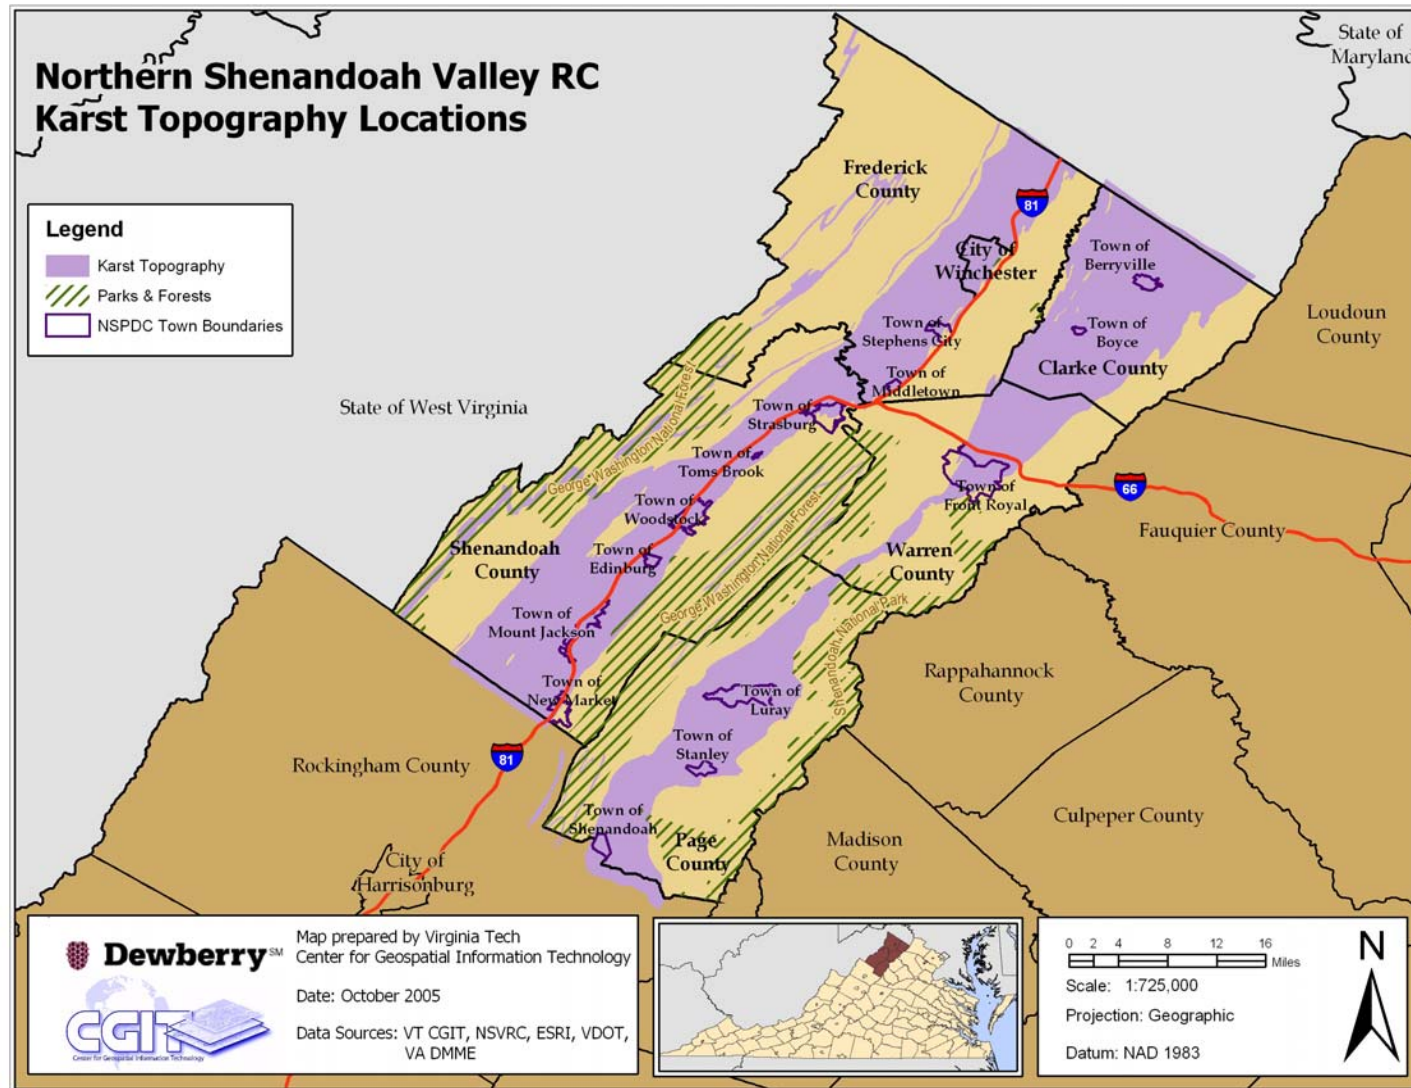 Northern Shenandoah Valley RC
Karst Topography Locations
State of
Maryland
Legend
Karst Topography
Parks & Forests
NSPDC Town Boundaries
Frederick
County
81
City of
Winchester
Town of
Berryville
Town of
Boyce
Clarke County
Loudoun
County
Town of
Stephens City
Town of
Middletown
State of West Virginia
Town of
Strasburg
Town of
Toms Brook
George Washington National Forest
Town of
Woodstock
Town of
Front Royal
66
Fauquier County
Shenandoah
County
Town of
Edinburg
George Washington National Forest
Warren
County
Town of
Mount Jackson
Shenandoah National Park
Rappahannock
County
Town of
New Market
Town of
Luray
Town of
Stanley
81
Rockingham County
Town of
Shenandoah
Page
County
Madison
County
Culpeper County
City of
Harrisonburg
Dewberry SM
CGIT
Center for Geospatial Information Technology
Map prepared by Virginia Tech
Center for Geospatial Information Technology
Date: October 2005
Data Sources: VT CGIT, NSVRC, ESRI, VDOT,
VA DMME
0 2 4 8 12 16
Miles
Scale: 1:725,000
Projection: Geographic
Datum: NAD 1983
N